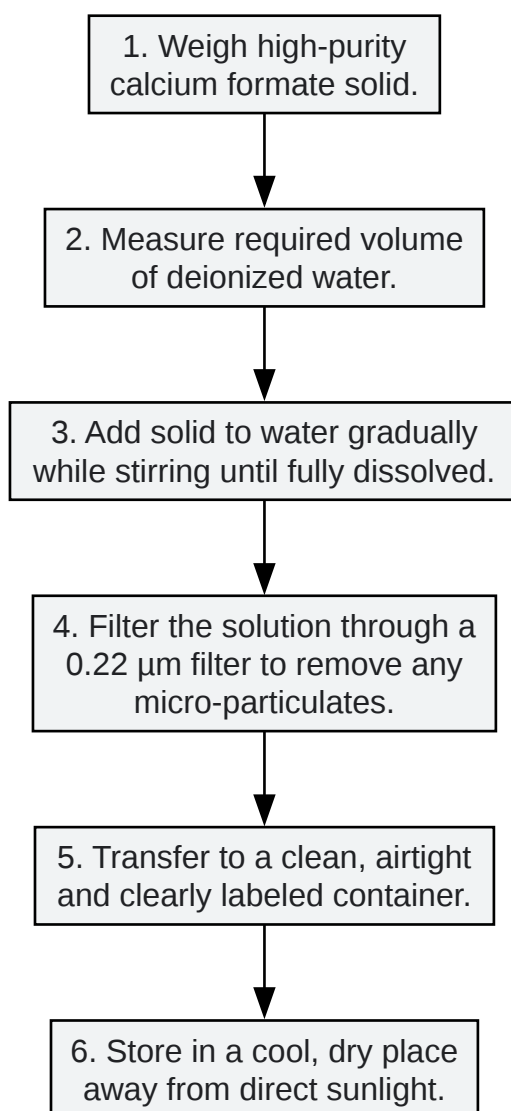 1. Weigh high-purity
calcium formate solid.
2. Measure required volume
of deionized water.
3. Add solid to water gradually
while stirring until fully dissolved.
4. Filter the solution through a
0.22 µm filter to remove any
micro-particulates.
5. Transfer to a clean, airtight
and clearly labeled container.
6. Store in a cool, dry place
away from direct sunlight.